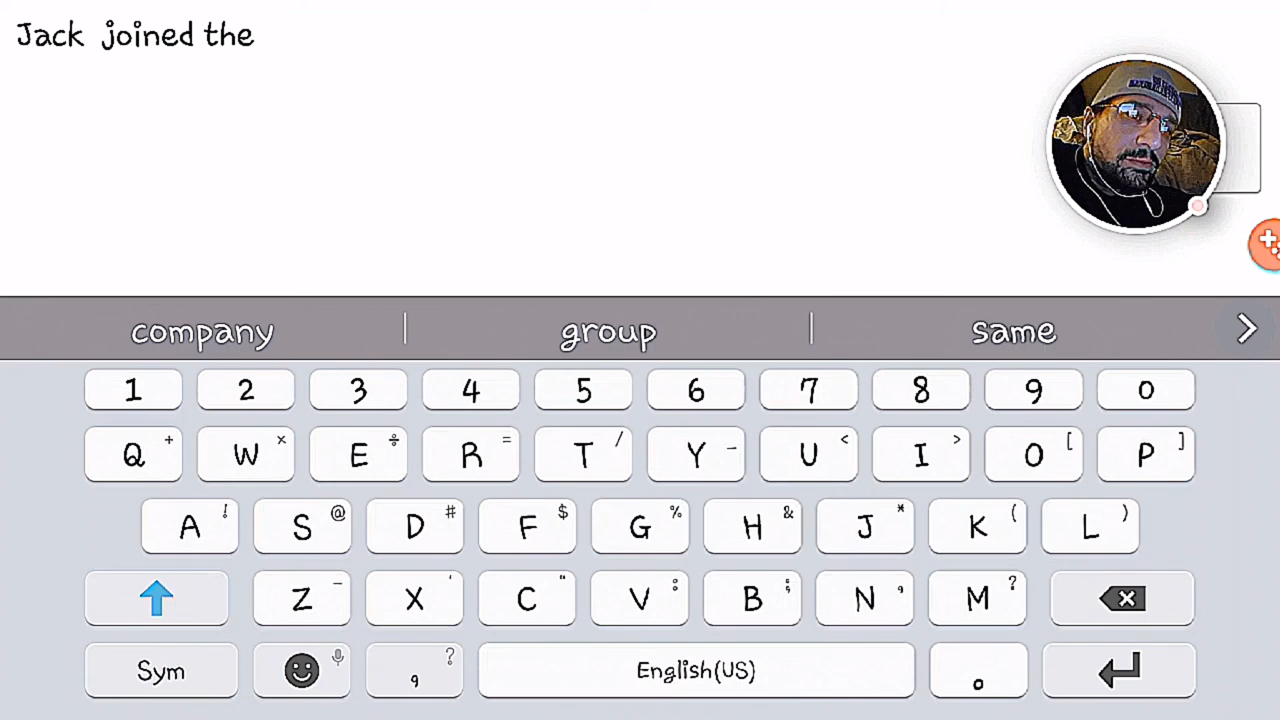 Jack joined the
company group same
1 2 3 4 5 6 7 8 9 0
Q + W × E ÷ R = T / Y _ U < I > O [ P ]
A ! S @ D # F $ G % H & J * K ( L )
Z - X ' C " V : B ; N , M ?
Sym , ? English(US) .